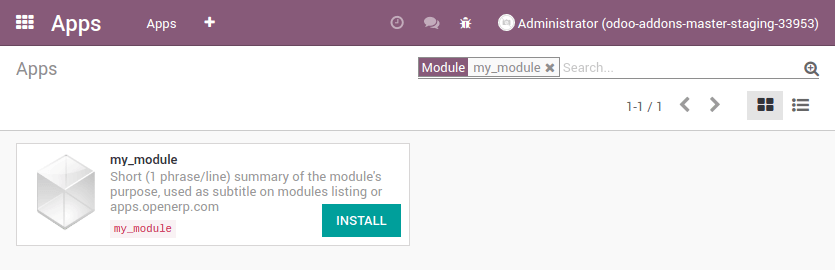 Apps Apps Administrator (odoo-addons-master-staging-33953)
Apps Module my_module Search...
1-1 / 1
my_module
Short (1 phrase/line) summary of the module's
purpose, used as subtitle on modules listing or
apps.openerp.com
my_module INSTALL